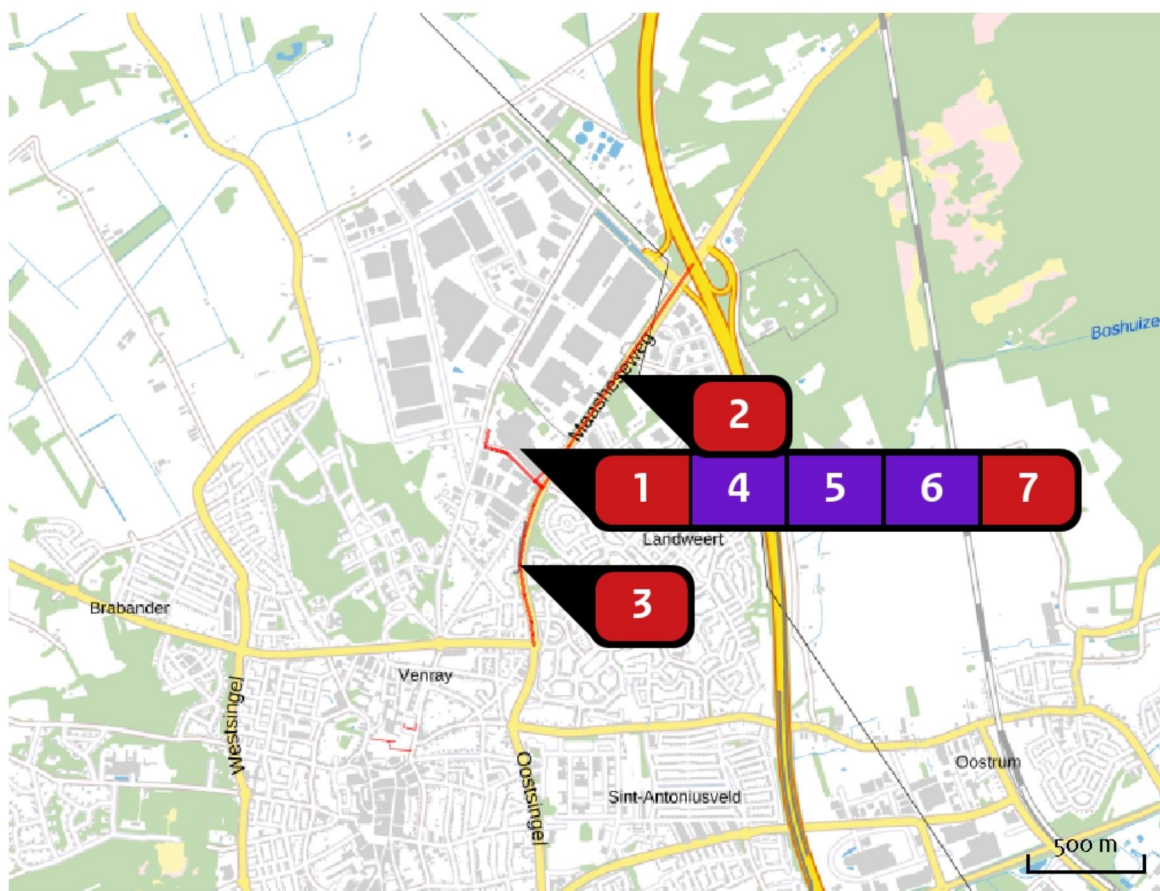 Boshuize
Maasheseweg
2
1 4 5 6 7
Landweert
3
Brabander
Venray
Westsingel
Oostsingel
Oostrum
Sint-Antoniusveld
500 m